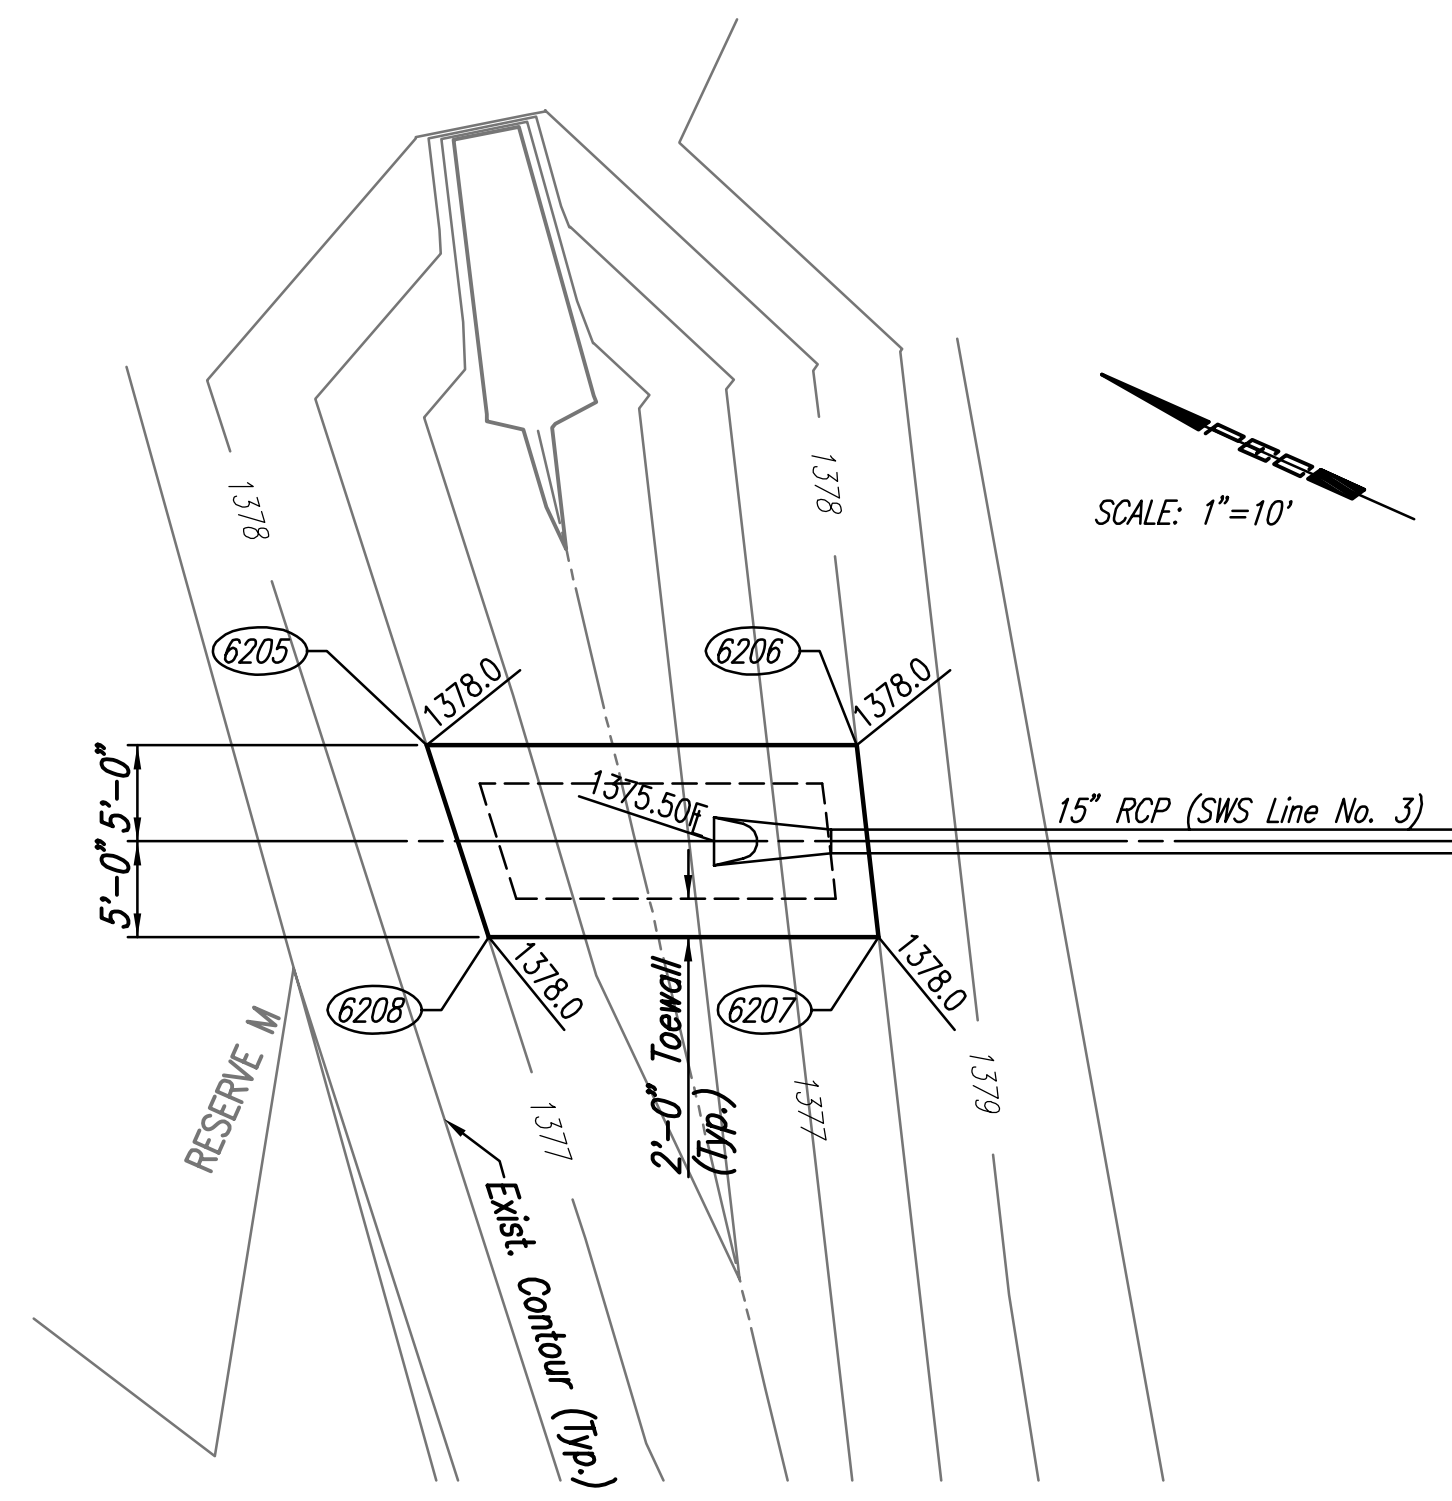 1378
1378
SCALE: 1"=10'
6205
6206
1378.0
1378.0
5'-0"
5'-0"
1375.50
15" RCP (SWS Line No. 3)
6208
6207
1378.0
1378.0
RESERVE M
2'-0" Toewall
(Typ.)
1377
1377
1379
Exist. Contour (Typ.)